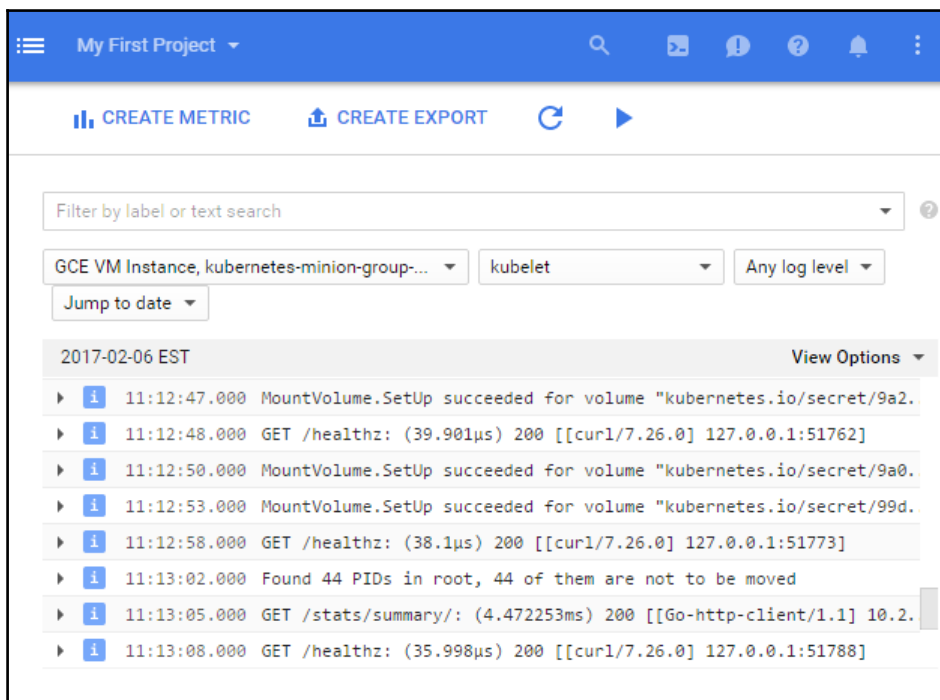 My First Project
CREATE METRIC CREATE EXPORT
Filter by label or text search
GCE VM Instance, kubernetes-minion-group-... kubelet Any log level
Jump to date
2017-02-06 EST View Options
i 11:12:47.000 MountVolume.SetUp succeeded for volume "kubernetes.io/secret/9a2.
i 11:12:48.000 GET /healthz: (39.901µs) 200 [[curl/7.26.0] 127.0.0.1:51762]
i 11:12:50.000 MountVolume.SetUp succeeded for volume "kubernetes.io/secret/9a0.
i 11:12:53.000 MountVolume.SetUp succeeded for volume "kubernetes.io/secret/99d.
i 11:12:58.000 GET /healthz: (38.1µs) 200 [[curl/7.26.0] 127.0.0.1:51773]
i 11:13:02.000 Found 44 PIDs in root, 44 of them are not to be moved
i 11:13:05.000 GET /stats/summary/: (4.472253ms) 200 [[Go-http-client/1.1] 10.2.
i 11:13:08.000 GET /healthz: (35.998µs) 200 [[curl/7.26.0] 127.0.0.1:51788]